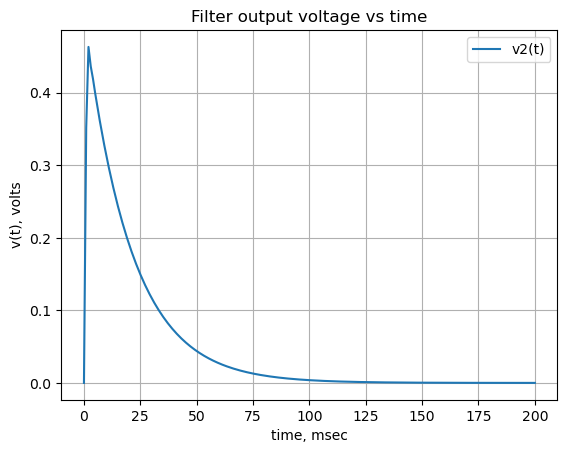 Filter output voltage vs time
v2(t)
v(t), volts
0.4
0.3
0.2
0.1
0.0
0 25 50 75 100 125 150 175 200
time, msec